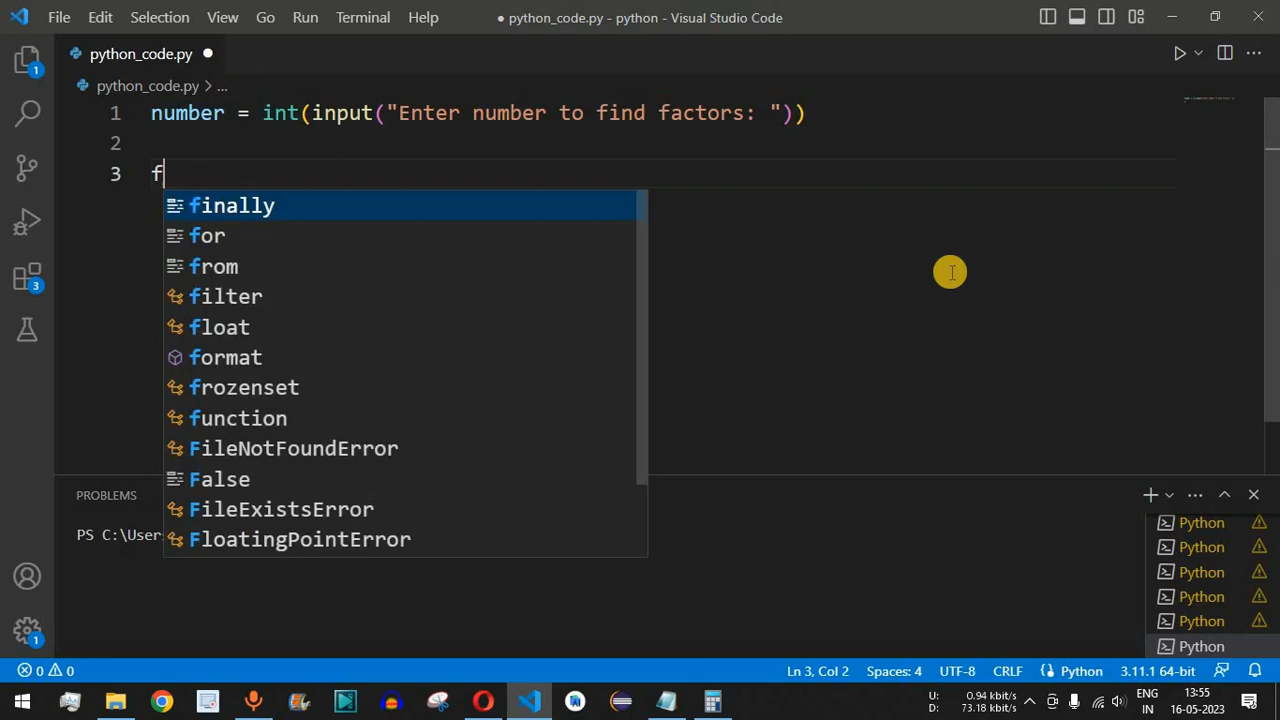 File Edit Selection View Go Run Terminal Help
● python_code.py - python - Visual Studio Code
python_code.py ●
python_code.py > ...
1 number = int(input("Enter number to find factors: "))
2
3 f
finally
for
from
filter
float
format
frozenset
function
FileNotFoundError
False
FileExistsError
FloatingPointError
1
3
1
PROBLEMS
PS C:\User
Python
Python
Python
Python
Python
Python
0 0
Ln 3, Col 2 Spaces: 4 UTF-8 CRLF Python 3.11.1 64-bit
U: 0.94 kbit/s
D: 73.18 kbit/s
ENG
IN
13:55
16-05-2023